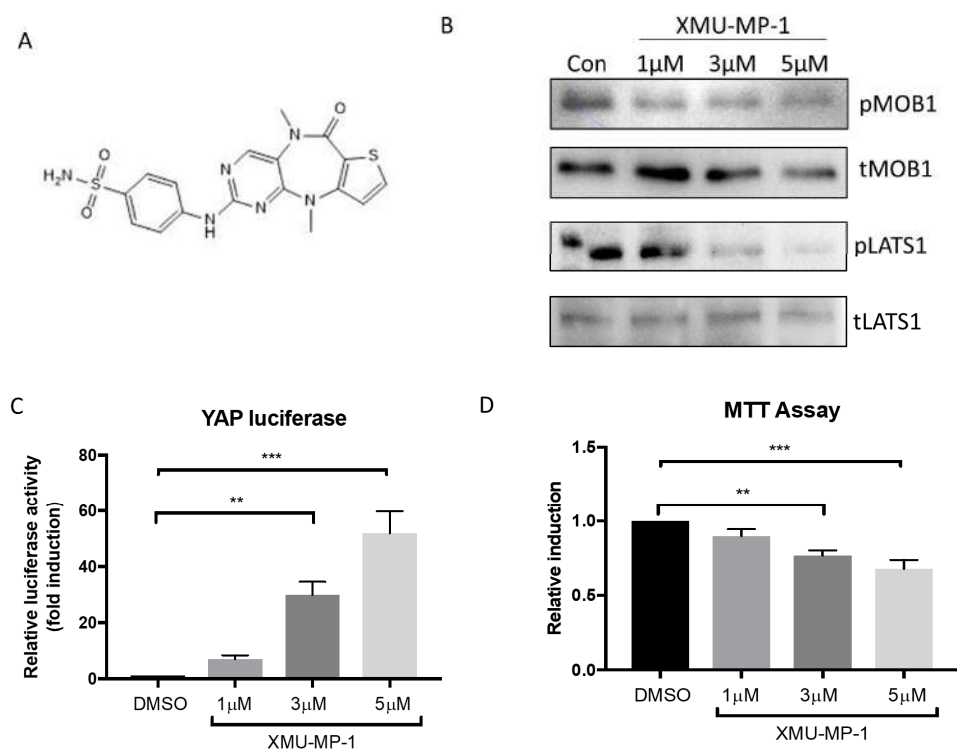 A
N
O
S
O
H₂N
S
O
N
H
N
N
N
B
XMU-MP-1
Con 1µM 3µM 5µM
pMOB1
tMOB1
pLATS1
tLATS1
C
YAP luciferase
Relative luciferase activity
(fold induction)
80
60
40
20
0
***
**
DMSO 1µM 3µM 5µM
XMU-MP-1
D
MTT Assay
Relative induction
1.5
1.0
0.5
0.0
***
**
DMSO 1µM 3µM 5µM
XMU-MP-1